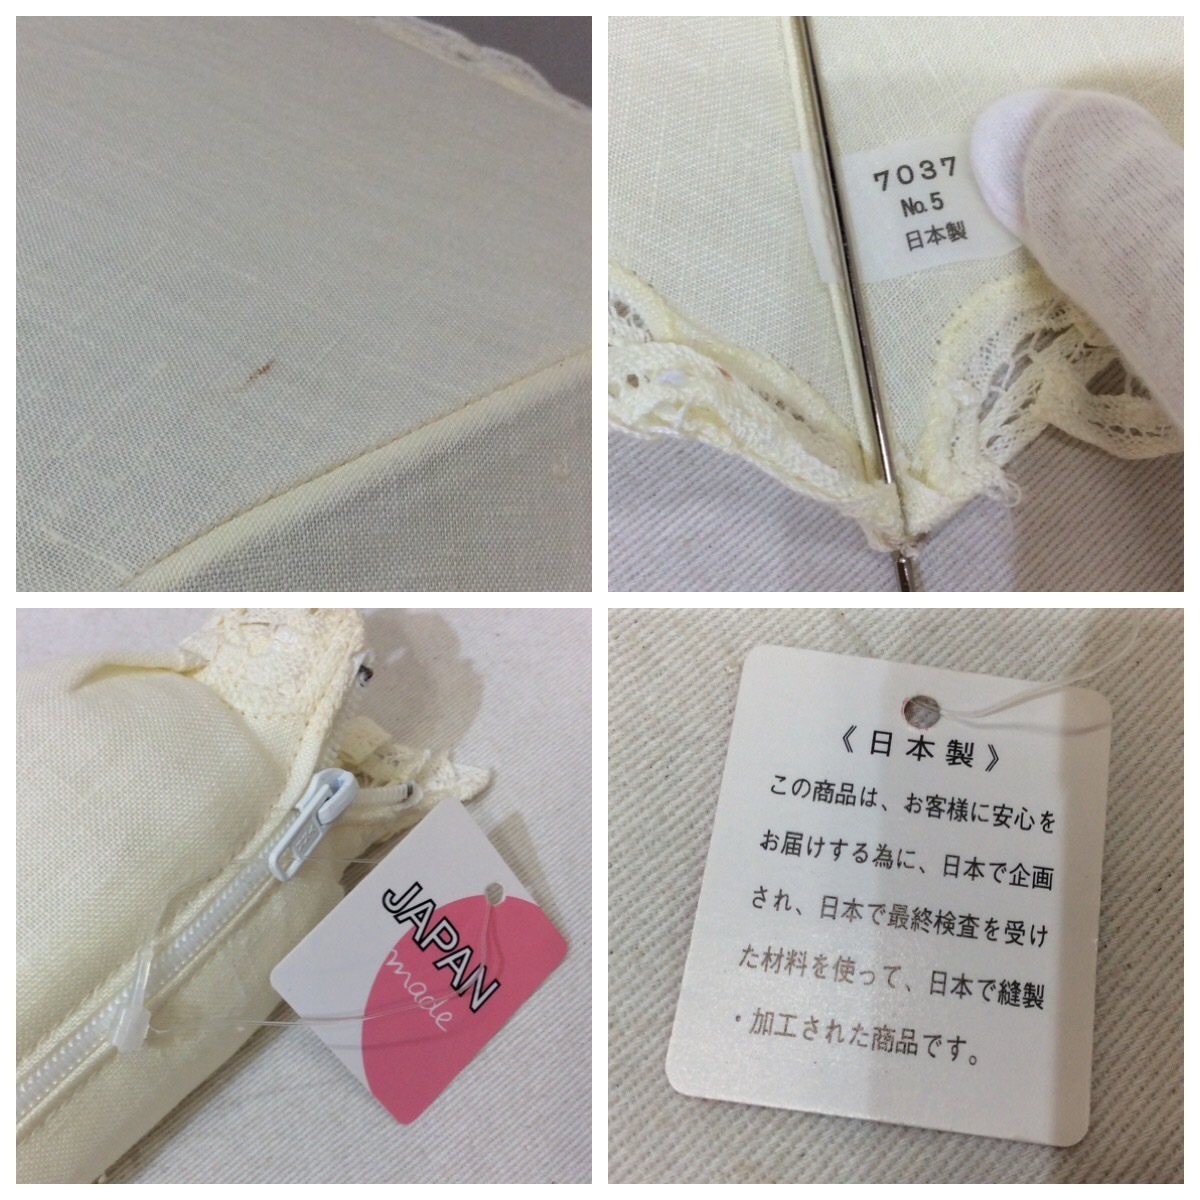 7037
№5
日本製
JAPAN
made
《日本製》
この商品は、お客様に安心を
お届けする為に、日本で企画
され、日本で最終検査を受け
た材料を使って、日本で縫製
・加工された商品です。